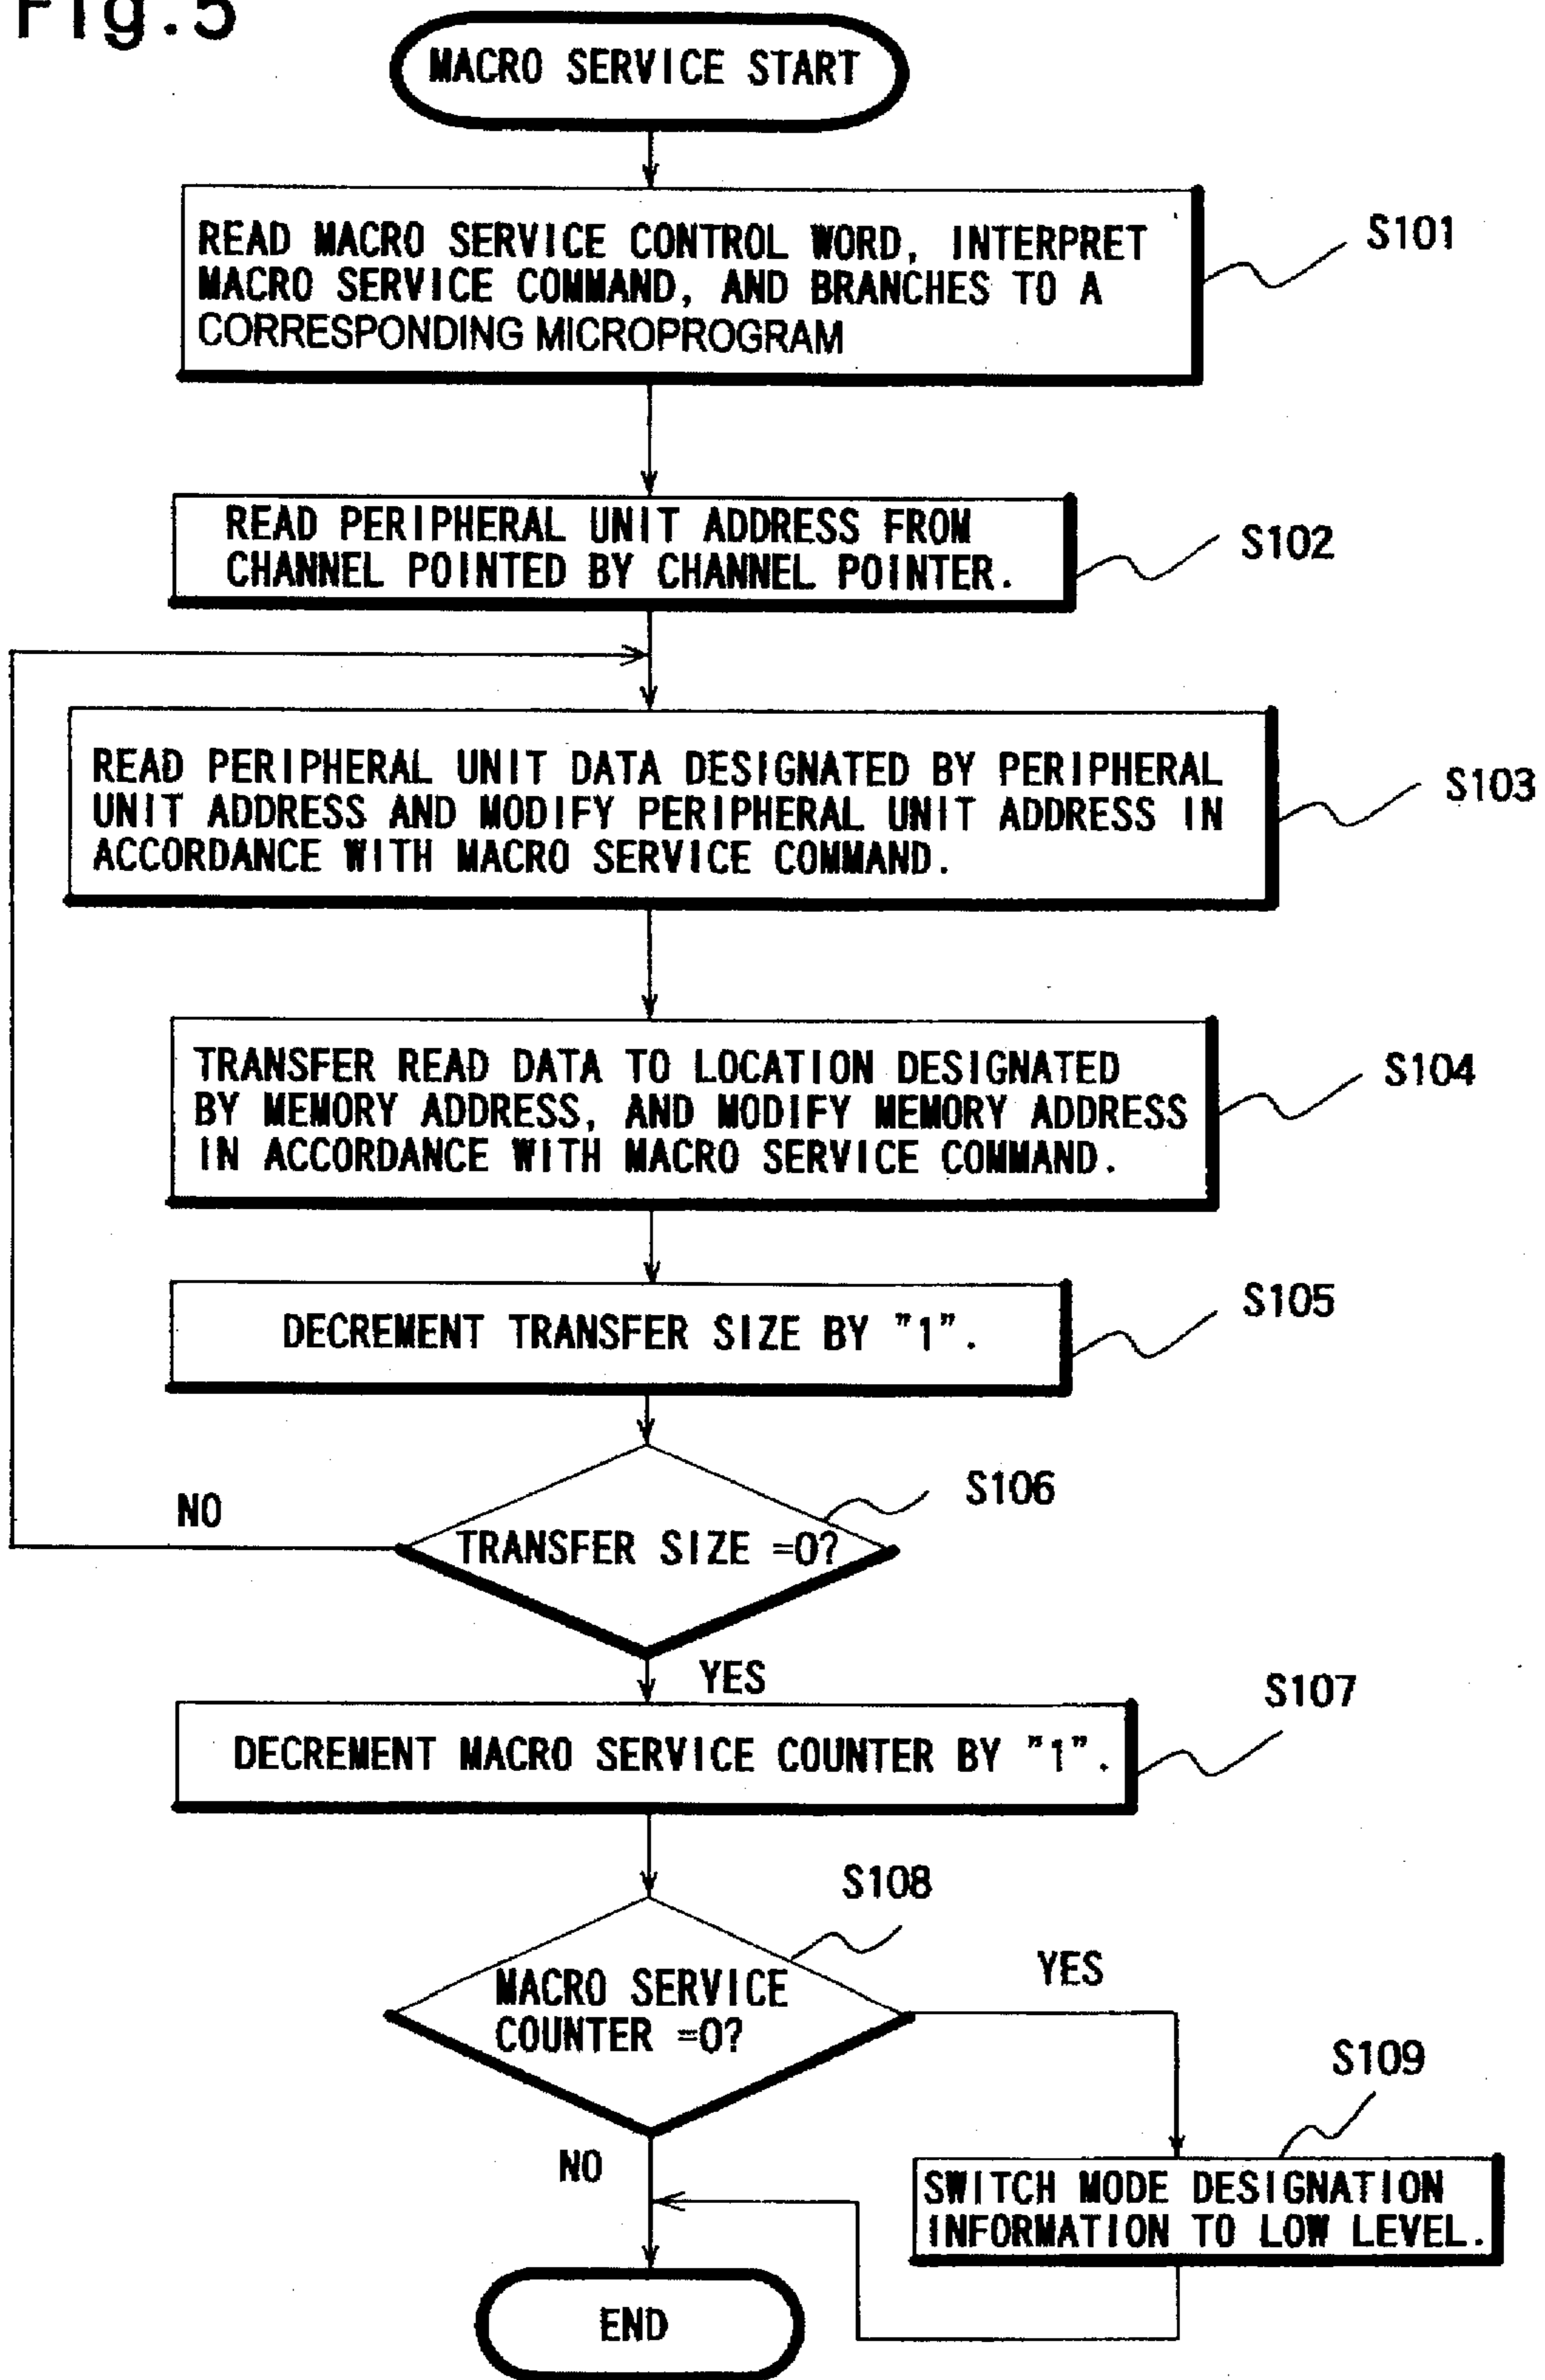 Fig.5
MACRO SERVICE START
READ MACRO SERVICE CONTROL WORD, INTERPRET
MACRO SERVICE COMMAND, AND BRANCHES TO A
CORRESPONDING MICROPROGRAM
S101
READ PERIPHERAL UNIT ADDRESS FROM
CHANNEL POINTED BY CHANNEL POINTER.
S102
READ PERIPHERAL UNIT DATA DESIGNATED BY PERIPHERAL
UNIT ADDRESS AND MODIFY PERIPHERAL UNIT ADDRESS IN
ACCORDANCE WITH MACRO SERVICE COMMAND.
S103
TRANSFER READ DATA TO LOCATION DESIGNATED
BY MEMORY ADDRESS, AND MODIFY MEMORY ADDRESS
IN ACCORDANCE WITH MACRO SERVICE COMMAND.
S104
DECREMENT TRANSFER SIZE BY "1".
S105
S106
NO
TRANSFER SIZE =0?
YES
DECREMENT MACRO SERVICE COUNTER BY "1".
S107
S108
MACRO SERVICE
COUNTER =0?
YES
S109
NO
SWITCH MODE DESIGNATION
INFORMATION TO LOW LEVEL.
END